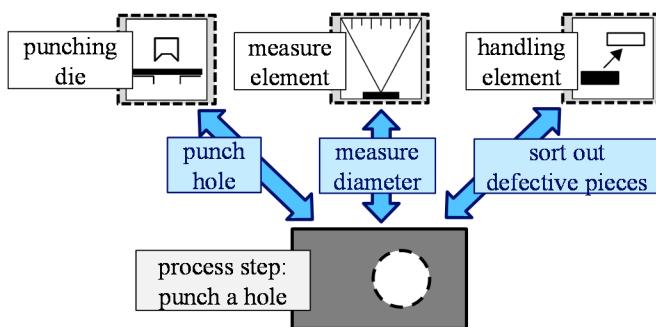 punching
die
measure
element
handling
element
punch
hole
measure
diameter
sort out
defective pieces
process step:
punch a hole